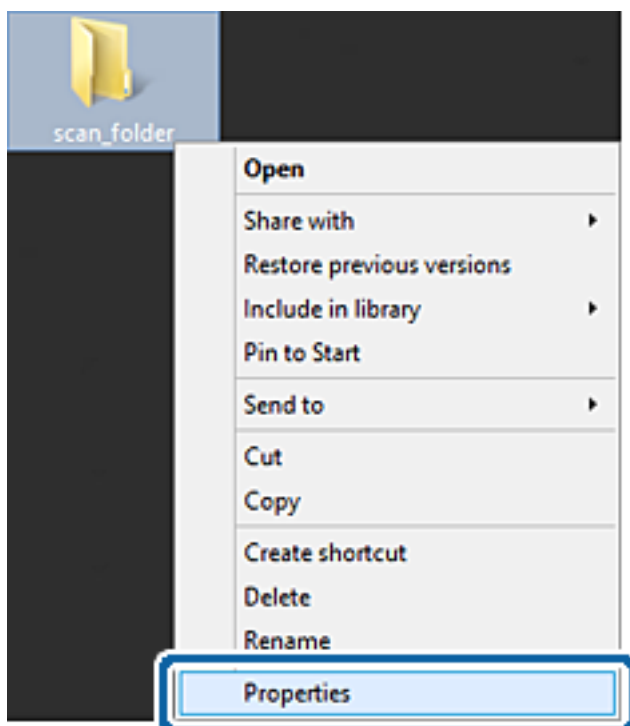 scan_folder
Open
Share with
Restore previous versions
Include in library
Pin to Start
Send to
Cut
Copy
Create shortcut
Delete
Rename
Properties